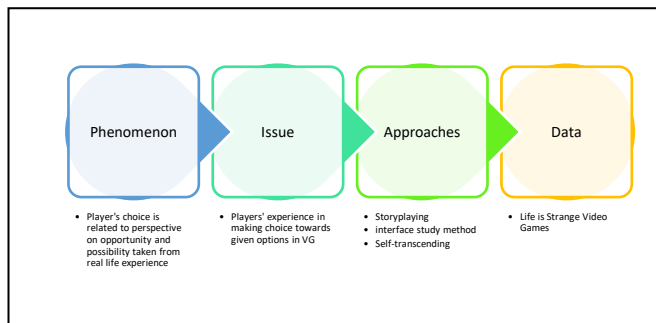 Phenomenon
Issue
Approaches
Data
• Player's choice is
related to perspective
on opportunity and
possibility taken from
real life experience
• Players' experience in
making choice towards
given options in VG
• Storyplaying
• interface study method
• Self-transcending
• Life is Strange Video
Games